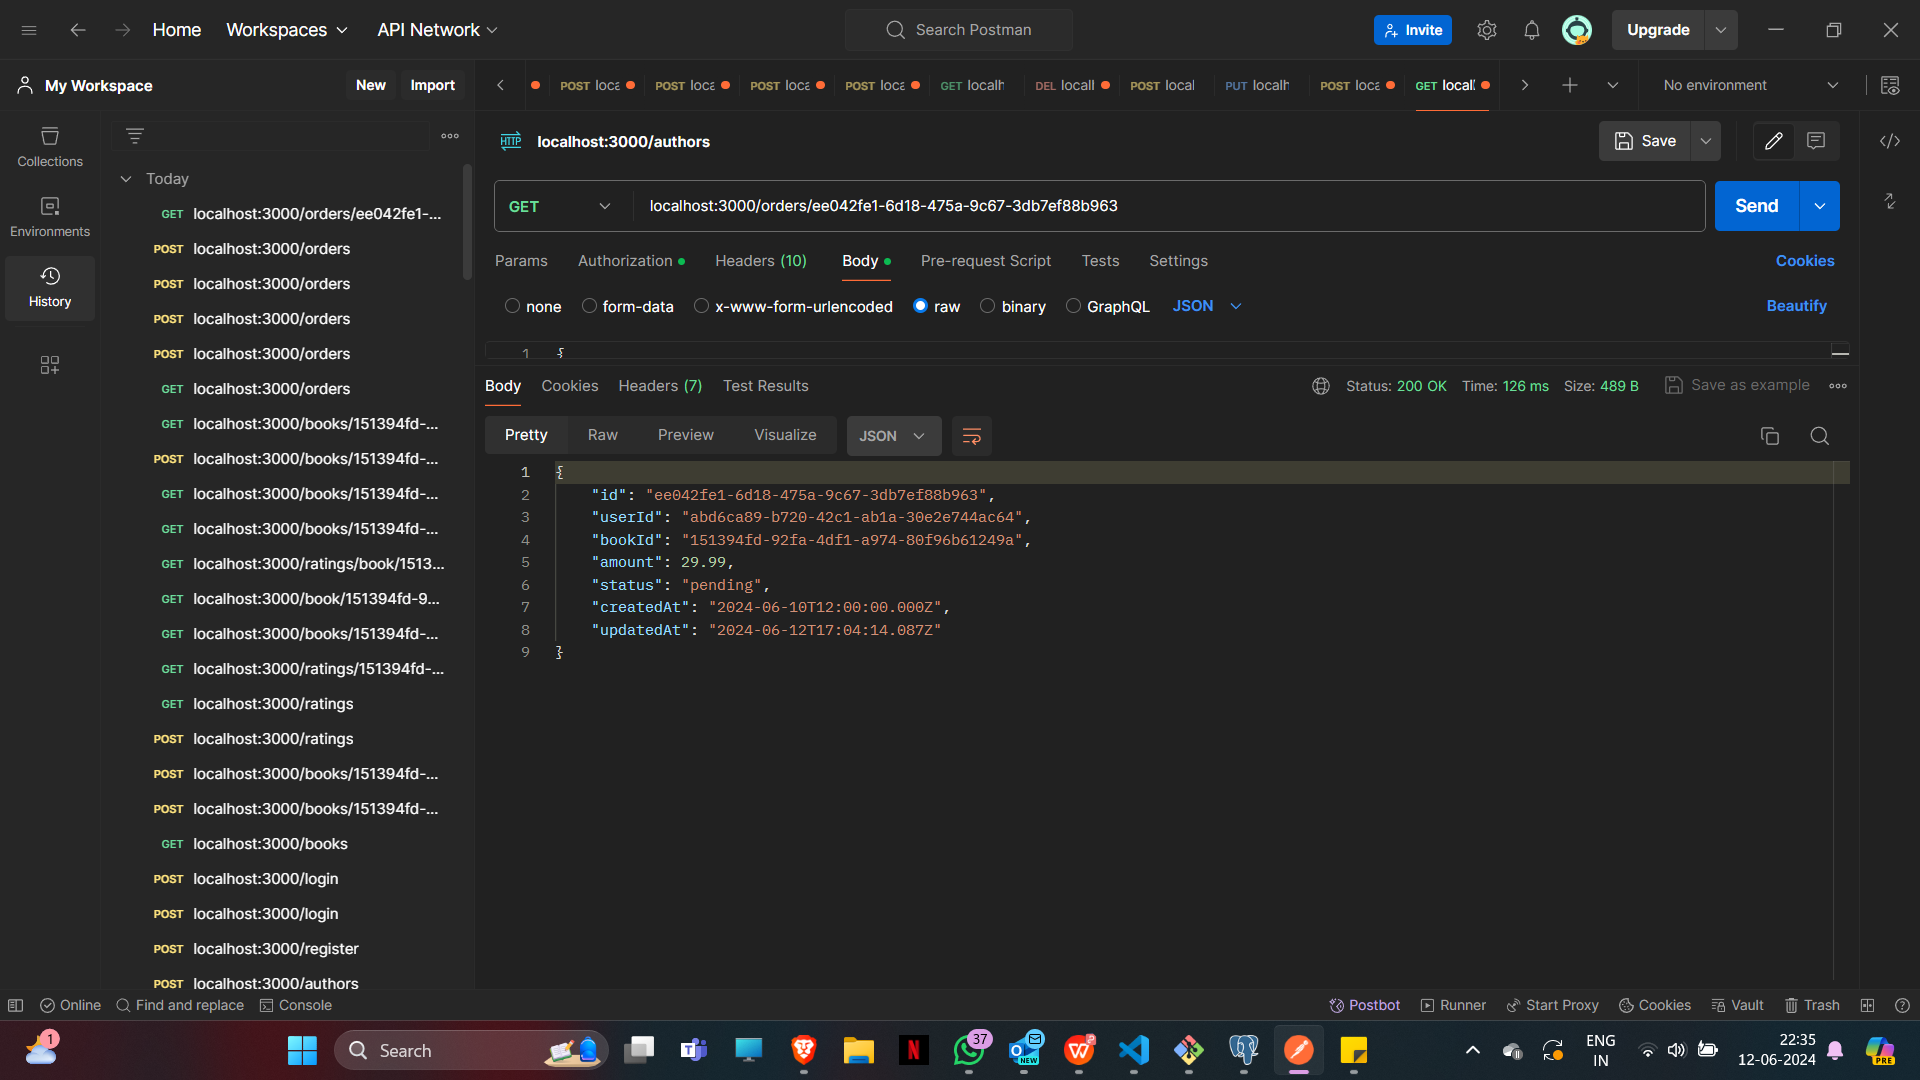 Home Workspaces API Network Search Postman Invite Upgrade
My Workspace New Import
POST loca POST loca POST loca POST loca GET localh DEL locall POST local PUT localh POST loca GET locall No environment
Collections
Environments
History
Today
GET localhost:3000/orders/ee042fe1-...
POST localhost:3000/orders
POST localhost:3000/orders
POST localhost:3000/orders
POST localhost:3000/orders
GET localhost:3000/orders
GET localhost:3000/books/151394fd-...
POST localhost:3000/books/151394fd-...
GET localhost:3000/books/151394fd-...
GET localhost:3000/books/151394fd-...
GET localhost:3000/ratings/book/1513...
GET localhost:3000/book/151394fd-9...
GET localhost:3000/books/151394fd-...
GET localhost:3000/ratings/151394fd-...
GET localhost:3000/ratings
POST localhost:3000/ratings
POST localhost:3000/books/151394fd-...
POST localhost:3000/books/151394fd-...
GET localhost:3000/books
POST localhost:3000/login
POST localhost:3000/login
POST localhost:3000/register
POST localhost:3000/authors
HTTP localhost:3000/authors Save
GET localhost:3000/orders/ee042fe1-6d18-475a-9c67-3db7ef88b963 Send
Params Authorization Headers (10) Body Pre-request Script Tests Settings Cookies
none form-data x-www-form-urlencoded raw binary GraphQL JSON Beautify
1 {
Body Cookies Headers (7) Test Results Status: 200 OK Time: 126 ms Size: 489 B Save as example
Pretty Raw Preview Visualize JSON
1 {
2 "id": "ee042fe1-6d18-475a-9c67-3db7ef88b963",
3 "userId": "abd6ca89-b720-42c1-ab1a-30e2e744ac64",
4 "bookId": "151394fd-92fa-4df1-a974-80f96b61249a",
5 "amount": 29.99,
6 "status": "pending",
7 "createdAt": "2024-06-10T12:00:00.000Z",
8 "updatedAt": "2024-06-12T17:04:14.087Z"
9 }
Online Find and replace Console Postbot Runner Start Proxy Cookies Vault Trash
1 Search 37 NEW ENG IN 22:35 PRE
12-06-2024